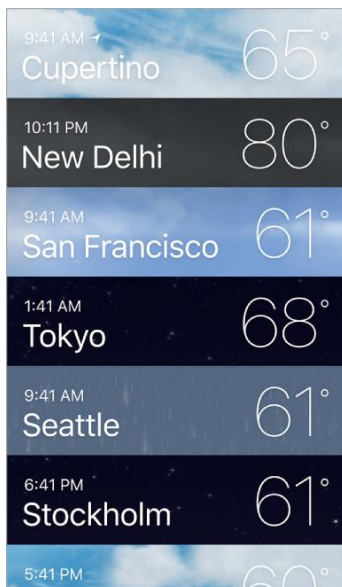 9:41 AM
Cupertino
65°
10:11 PM
New Delhi
80°
9:41 AM
San Francisco
61°
1:41 AM
Tokyo
68°
9:41 AM
Seattle
61°
6:41 PM
Stockholm
61°
5:41 PM